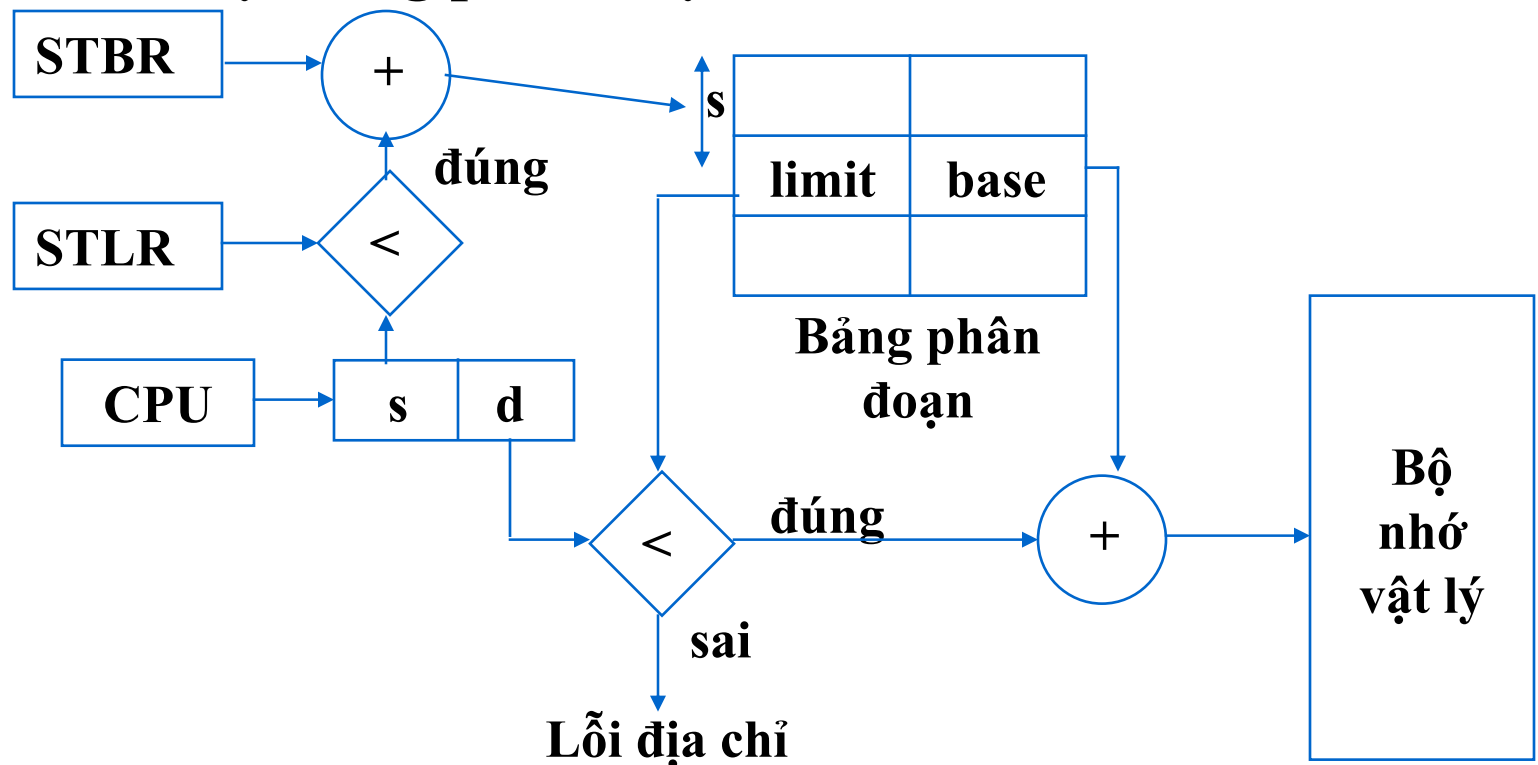 STBR
+
s
đúng
limit
base
STLR
<
Bảng phân
đoạn
CPU
s
d
<
đúng
+
Bộ
nhớ
vật lý
sai
Lỗi địa chỉ